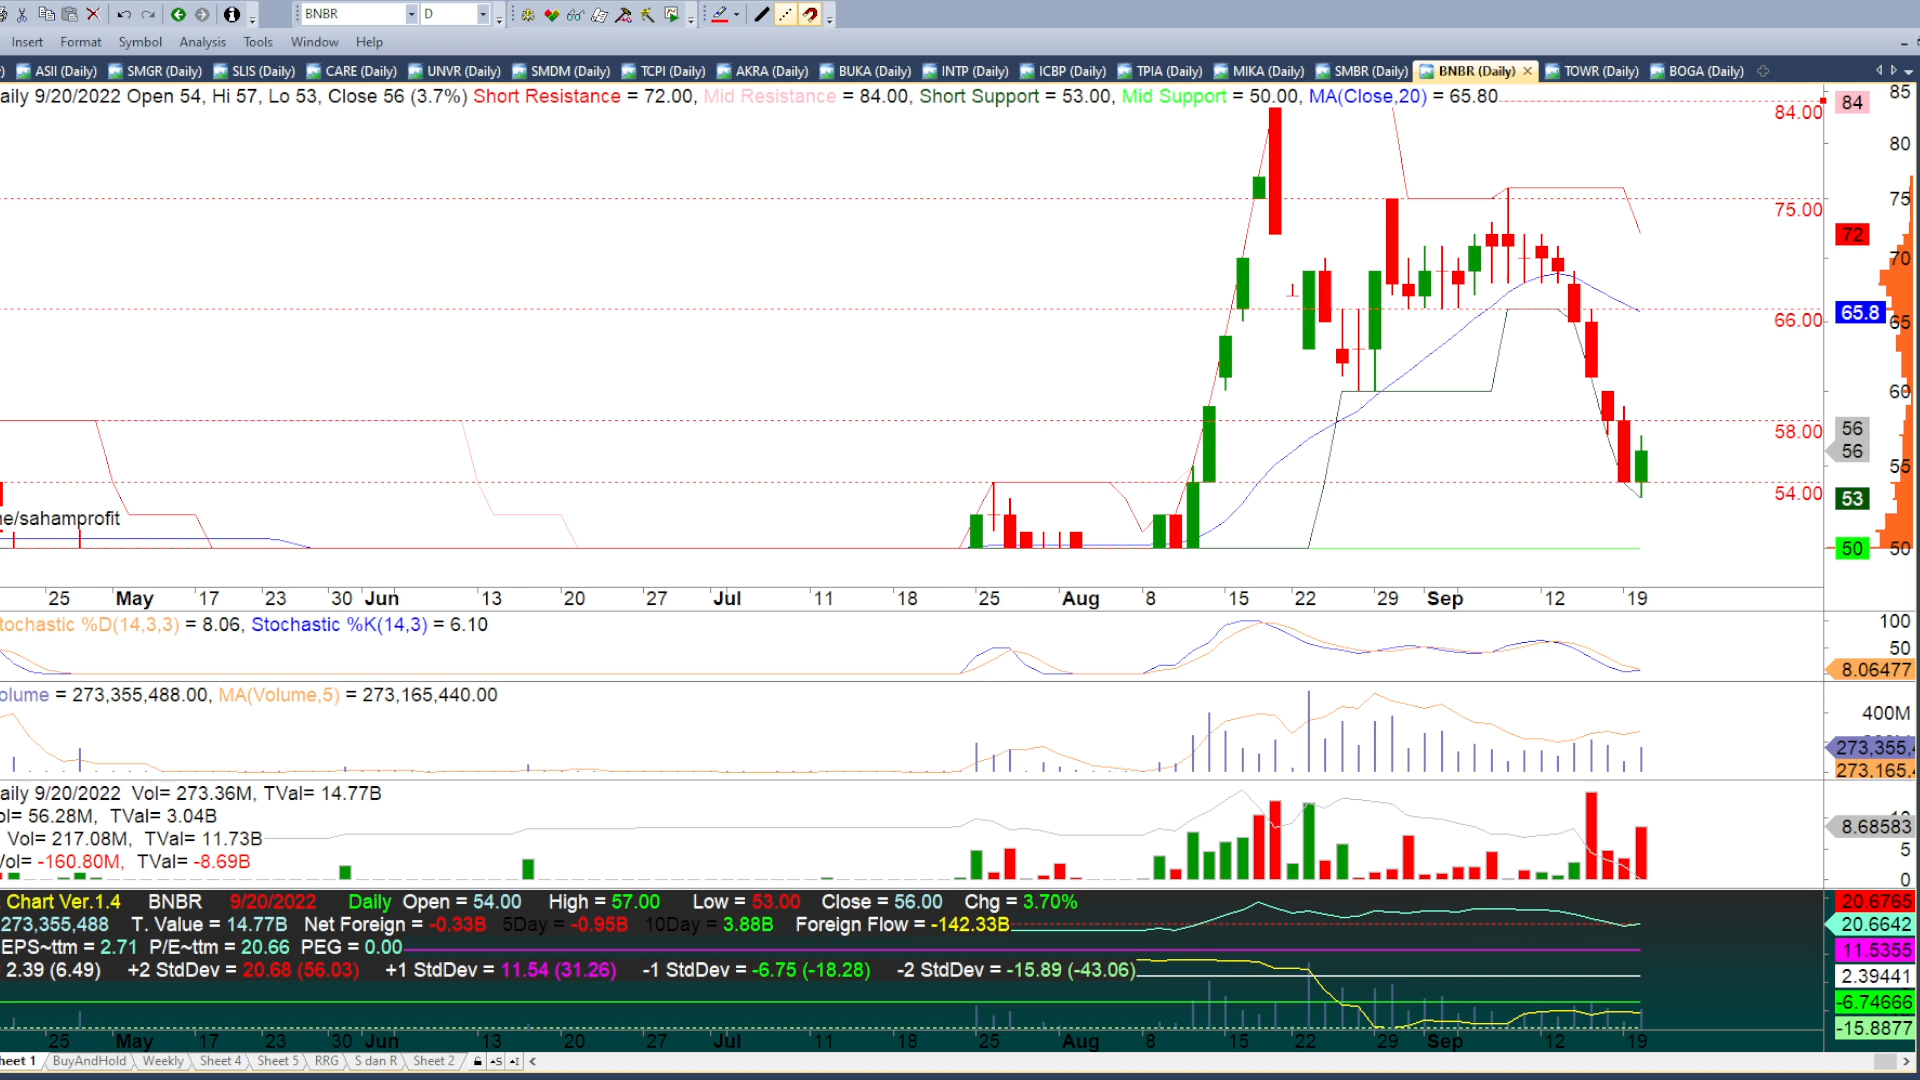 BNBR D
Insert Format Symbol Analysis Tools Window Help
ASII (Daily) SMGR (Daily) SLIS (Daily) CARE (Daily) UNVR (Daily) SMDM (Daily) TCPI (Daily) AKRA (Daily) BUKA (Daily) INTP (Daily) ICBP (Daily) TPIA (Daily) MIKA (Daily) SMBR (Daily) BNBR (Daily) TOWR (Daily) BOGA (Daily)
aily 9/20/2022 Open 54, Hi 57, Lo 53, Close 56 (3.7%) Short Resistance = 72.00, Mid Resistance = 84.00, Short Support = 53.00, Mid Support = 50.00, MA(Close,20) = 65.80
85
84
84.00
80
75
75.00
72
70
65.8
66.00
65
60
56
58.00
56
55
54.00
53
e/sahamprofit
50 50
25 May 17 23 30 Jun 13 20 27 Jul 11 18 25 Aug 8 15 22 29 Sep 12 19
tochastic %D(14,3,3) = 8.06, Stochastic %K(14,3) = 6.10
100
50
8.06477
olume = 273,355,488.00, MA(Volume,5) = 273,165,440.00
400M
273,355,4
273.165.4
aily 9/20/2022 Vol= 273.36M, TVal= 14.77B
ol= 56.28M, TVal= 3.04B
Vol= 217.08M, TVal= 11.73B
Vol= -160.80M, TVal= -8.69B
8.68583
5
0
Chart Ver.1.4 BNBR 9/20/2022 Daily Open = 54.00 High = 57.00 Low = 53.00 Close = 56.00 Chg = 3.70%
273,355,488 T. Value = 14.77B Net Foreign = -0.33B 5Day = -0.95B 10Day = 3.88B Foreign Flow = -142.33B
EPS~ttm = 2.71 P/E~ttm = 20.66 PEG = 0.00
2.39 (6.49) +2 StdDev = 20.68 (56.03) +1 StdDev = 11.54 (31.26) -1 StdDev = -6.75 (-18.28) -2 StdDev = -15.89 (-43.06)
20.6765
20.6642
11.5355
2.39441
-6.74666
-15.8877
25 May 17 23 30 Jun 13 20 27 Jul 11 18 25 Aug 8 15 22 29 Sep 12 19
heet 1 BuyAndHold Weekly Sheet 4 Sheet 5 RRG S dan R Sheet 2